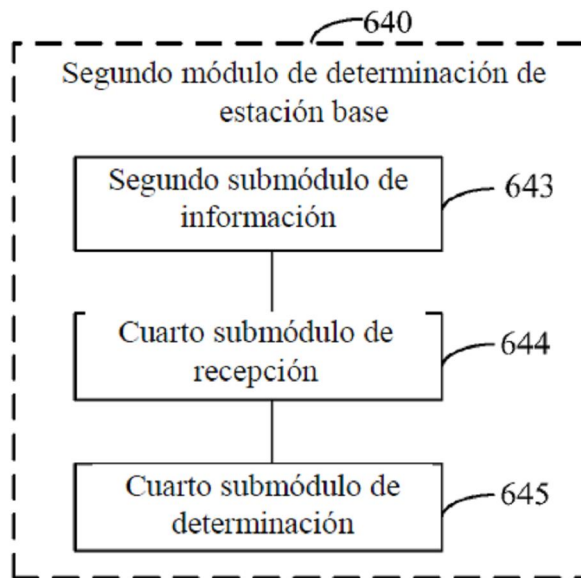 640
Segundo módulo de determinación de
estación base
Segundo submódulo de
información
643
Cuarto submódulo de
recepción
644
Cuarto submódulo de
determinación
645